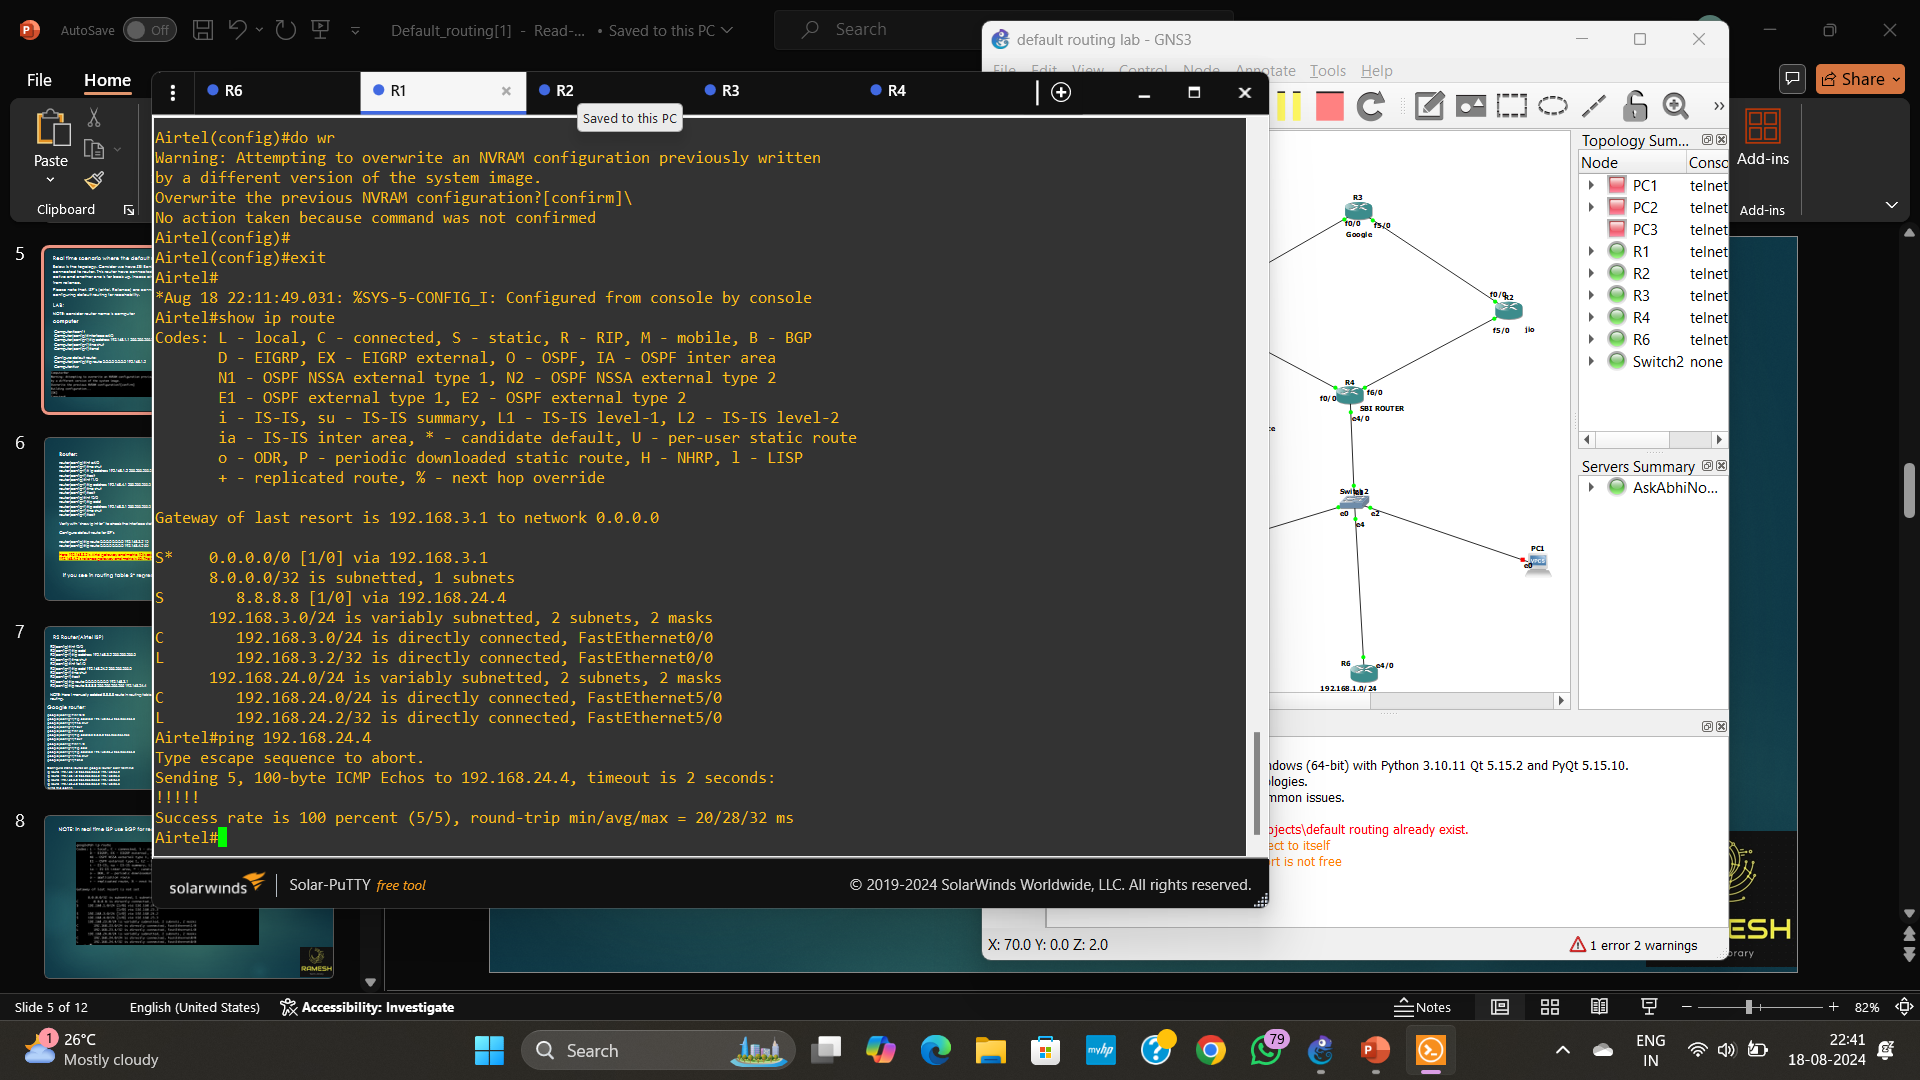 AutoSave
Off
Default_routing[1] - Read-... • Saved to this PC
Search
File
Home
Share
Paste
Clipboard
Add-ins
Add-ins
R6
R1
R2
R3
R4
Saved to this PC
Airtel(config)#do wr
Warning: Attempting to overwrite an NVRAM configuration previously written
by a different version of the system image.
Overwrite the previous NVRAM configuration?[confirm]\
No action taken because command was not confirmed
Airtel(config)#
Airtel(config)#exit
Airtel#
*Aug 18 22:11:49.031: %SYS-5-CONFIG_I: Configured from console by console
Airtel#show ip route
Codes: L - local, C - connected, S - static, R - RIP, M - mobile, B - BGP
D - EIGRP, EX - EIGRP external, O - OSPF, IA - OSPF inter area
N1 - OSPF NSSA external type 1, N2 - OSPF NSSA external type 2
E1 - OSPF external type 1, E2 - OSPF external type 2
i - IS-IS, su - IS-IS summary, L1 - IS-IS level-1, L2 - IS-IS level-2
ia - IS-IS inter area, * - candidate default, U - per-user static route
o - ODR, P - periodic downloaded static route, H - NHRP, l - LISP
+ - replicated route, % - next hop override
Gateway of last resort is 192.168.3.1 to network 0.0.0.0
S* 0.0.0.0/0 [1/0] via 192.168.3.1
8.0.0.0/32 is subnetted, 1 subnets
S 8.8.8.8 [1/0] via 192.168.24.4
192.168.3.0/24 is variably subnetted, 2 subnets, 2 masks
C 192.168.3.0/24 is directly connected, FastEthernet0/0
L 192.168.3.2/32 is directly connected, FastEthernet0/0
192.168.24.0/24 is variably subnetted, 2 subnets, 2 masks
C 192.168.24.0/24 is directly connected, FastEthernet5/0
L 192.168.24.2/32 is directly connected, FastEthernet5/0
Airtel#ping 192.168.24.4
Type escape sequence to abort.
Sending 5, 100-byte ICMP Echos to 192.168.24.4, timeout is 2 seconds:
!!!!!
Success rate is 100 percent (5/5), round-trip min/avg/max = 20/28/32 ms
Airtel#
solarwinds
Solar-PuTTY free tool
© 2019-2024 SolarWinds Worldwide, LLC. All rights reserved.
default routing lab - GNS3
File Edit View Control Node Annotate Tools Help
R3
f0/0
f5/0
Google
f0/0
R2
f5/0
jio
R4
f0/0
f6/0
SBI ROUTER
e4/0
e0
e2
e4
PC1
e0
R6
e4/0
192.168.1.0/24
Topology Sum...
Node
Consc
PC1 telnet
PC2 telnet
PC3 telnet
R1 telnet
R2 telnet
R3 telnet
R4 telnet
R6 telnet
Switch2 none
Servers Summary
AskAbhiNo...
ndows (64-bit) with Python 3.10.11 Qt 5.15.2 and PyQt 5.15.10.
ologies.
mmon issues.
ojects\default routing already exist.
ect to itself
rt is not free
X: 70.0 Y: 0.0 Z: 2.0
1 error 2 warnings
5
6
Router:
7
Google router:
8
RAMESH
ESH
Slide 5 of 12
English (United States)
Accessibility: Investigate
Notes
82%
1
26°C
Mostly cloudy
Search
myhp
79
ENG
IN
22:41
18-08-2024